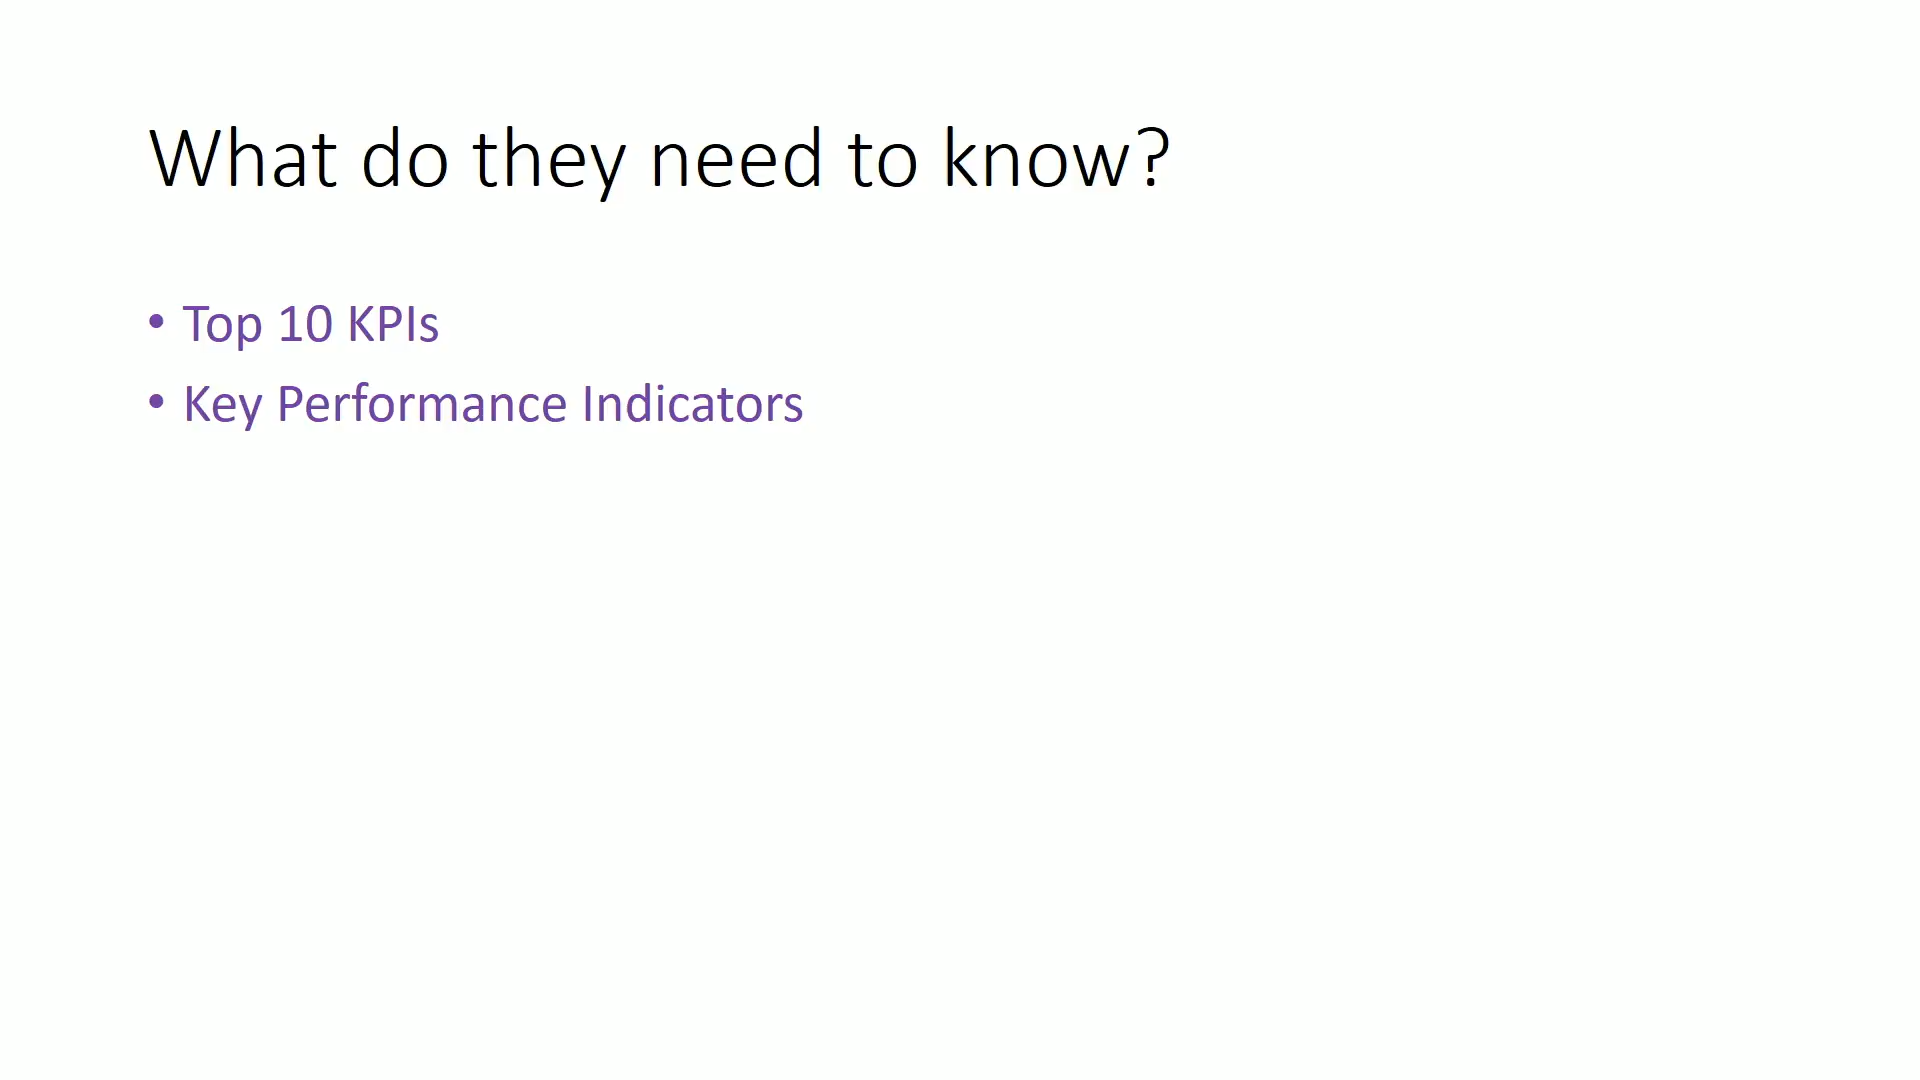 What do they need to know?
• Top 10 KPIs
• Key Performance Indicators